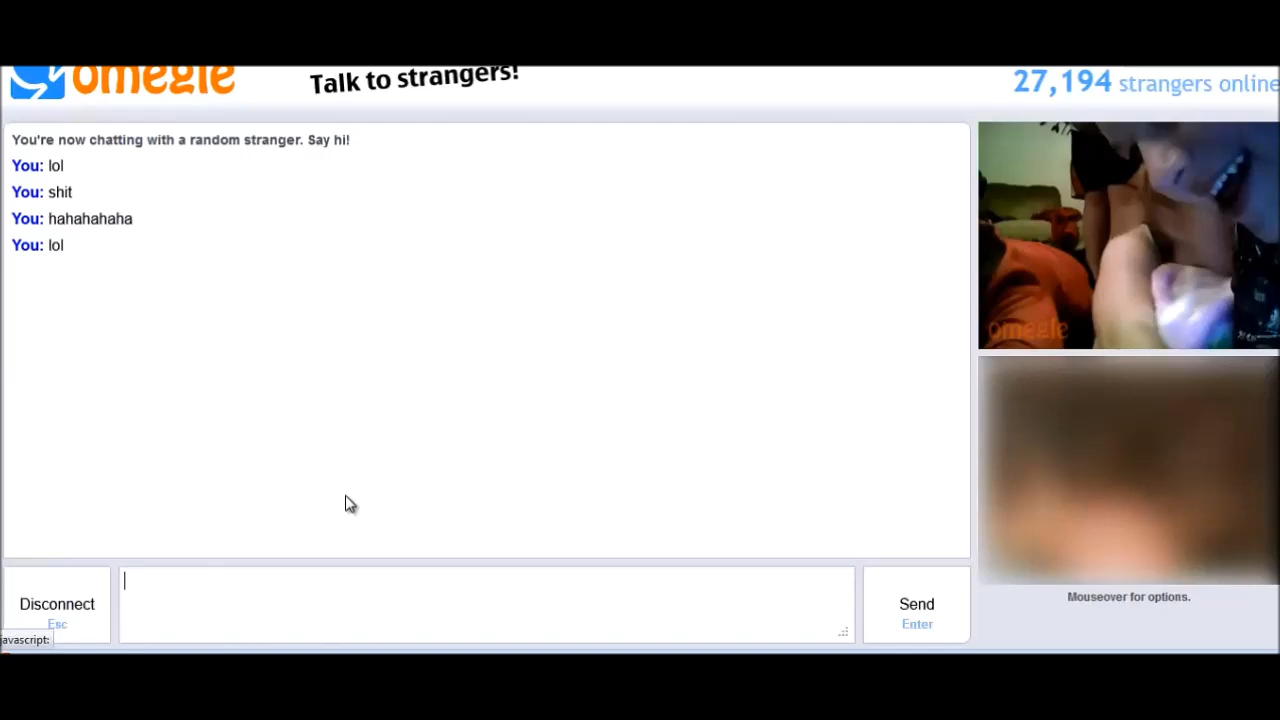 omegle
Talk to strangers!
27,194 strangers online
You're now chatting with a random stranger. Say hi!
You: lol
You: shit
You: hahahahaha
You: lol
omegle
Mouseover for options.
Disconnect
Esc
Send
Enter
javascript: